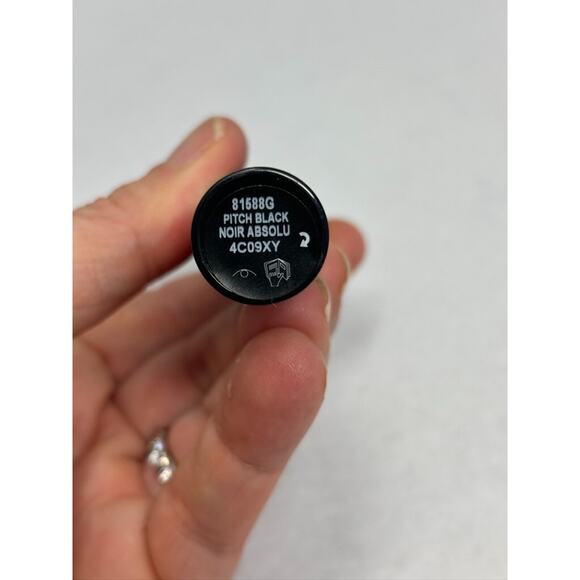 81588G
PITCH BLACK
NOIR ABSOLU
4C09XY